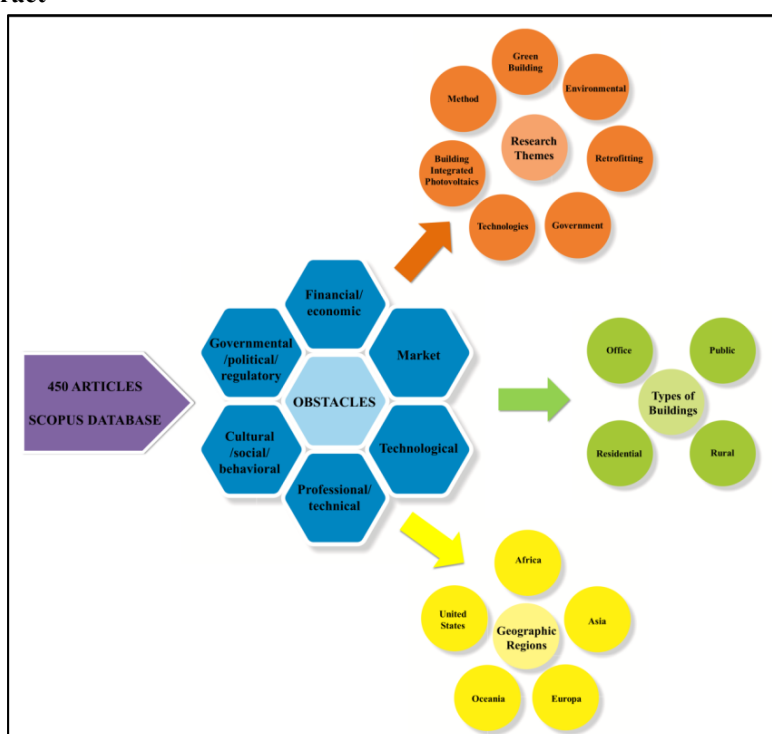 450 ARTICLES
SCOPUS DATABASE
OBSTACLES
Financial/
economic
Market
Technological
Professional/
technical
Cultural
/social/
behavioral
Governmental
/political/
regulatory
Research
Themes
Green
Building
Environmental
Retrofitting
Government
Technologies
Building
Integrated
Photovoltaics
Method
Types of
Buildings
Office
Public
Rural
Residential
Geographic
Regions
Africa
Asia
Europa
Oceania
United
States